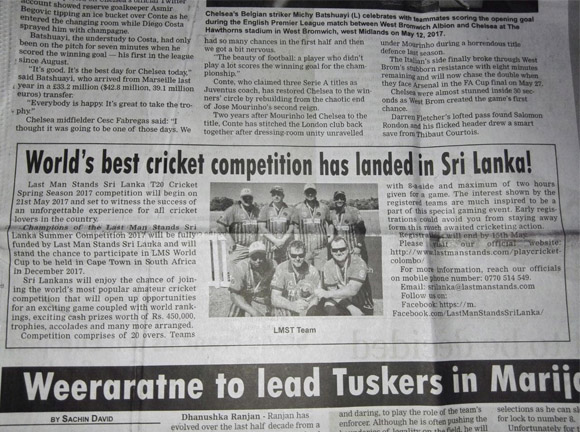 account showed reserve goalkeeper Asmir
Begovic tipping an ice bucket over Conte as he
entered the changing room while Diego Costa
sprayed him with champagne.
Batshuayi, the understudy to Costa, had only
been on the pitch for seven minutes when he
scored the winning goal — his first in the league
since August.
"It's good. It's the best day for Chelsea today,"
said Batshuayi, who arrived from Marseille last
year in a £33.2 million ($42.8 million, 39.1 million
euros) transfer.
"Everybody is happy. It's great to take the tro-
phy."
Chelsea midfielder Cesc Fabregas said: "I
thought it was going to be one of those days. We
Chelsea's Belgian striker Michy Batshuayi (L) celebrates with teammates scoring the opening goal
during the English Premier League match between West Bromwich Albion and Chelsea at The
Hawthorns stadium in West Bromwich, west Midlands on May 12, 2017.
had so many chances in the first half and then
we got a bit nervous.
"The beauty of football: a player who didn't
play a lot scores the winning goal for the cham-
pionship."
Conte, who claimed three Serie A titles as
Juventus coach, has restored Chelsea to the win-
ners' circle by rebounding from the chaotic end
of Jose Mourinho's second reign.
Two years after Mourinho led Chelsea to the
title, Conte has stitched the London club back
together after dressing-room unity unravelled
under Mourinho during a horrendous title
defence last season.
The Italian's side finally broke through West
Brom's stubborn resistance with eight minutes
remaining and will now chase the double when
they face Arsenal in the FA Cup final on May 27.
Chelsea were almost stunned inside 50 sec-
onds as West Brom created the game's first
chance.
Darren Fletcher's lofted pass found Salomon
Rondon and his flicked header drew a smart
save from Thibaut Courtois.
World's best cricket competition has landed in Sri Lanka!
Last Man Stands Sri Lanka T20 Cricket
Spring Season 2017 competition will begin on
21st May 2017 and set to witness the success of
an unforgettable experience for all cricket
lovers in the country.
Champions of the Last Man Stands Sri
Lanka Summer Competition 2017 will be fully
funded by Last Man Stands Sri Lanka and will
stand the chance to participate in LMS World
Cup to be held in Cape Town in South Africa
In December 2017.
Sri Lankans will enjoy the chance of join-
ing the world's most popular amateur cricket
competition that will open up opportunities
for an exciting game coupled with world rank-
ings, exciting cash prizes worth of Rs. 450,000,
trophies, accolades and many more arranged.
Competition comprises of 20 overs. Teams
LMST Team
with 8-aside and maximum of two hours
given for a game. The interest shown by the
registered teams are much inspired to be a
part of this special gaming event. Early regis-
trations could avoid you from staying away
form this much awaited cricketing action.
Registration will end by 15th May.
Please visit our official website
http://www.lastmanstands.com/playcricket-
colombo/
For more information, reach our officials
on mobile phone number: 0770 514 549.
Email: srilanka@lastmanstands.com
Follow us on:
Facebook https://m.
Facebook.com/LastManStandsSriLanka/
Weeraratne to lead Tuskers in Marij
BY SACHIN DAVID
Dhanushka Ranjan - Ranjan has
evolved over the last half decade from a
and daring, to play the role of the team's
enforcer. Although he is often pushing the
selections as he can sl
for lock to number 8.
Unfortunately for t